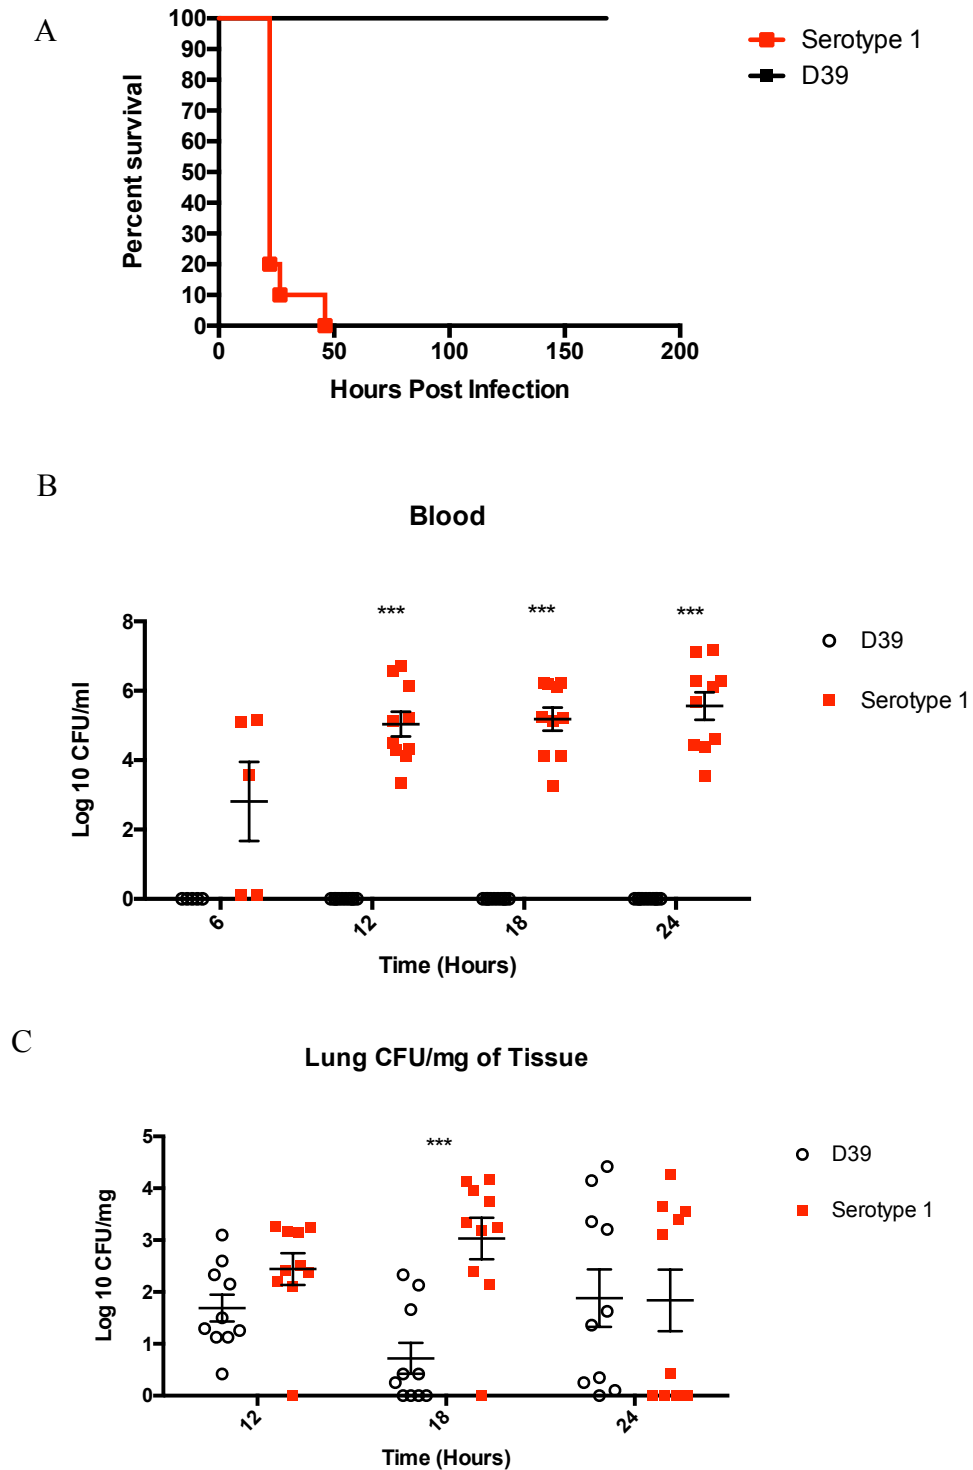 A
Serotype 1
D39
100
90
80
70
60
50
40
30
20
10
0
Percent survival
0 50 100 150 200
Hours Post Infection
B
Blood
*** *** ***
8
6
4
2
0
Log 10 CFU/ml
D39
Serotype 1
6 12 18 24
Time (Hours)
C
Lung CFU/mg of Tissue
***
5
4
3
2
1
0
Log 10 CFU/mg
D39
Serotype 1
12 18 24
Time (Hours)